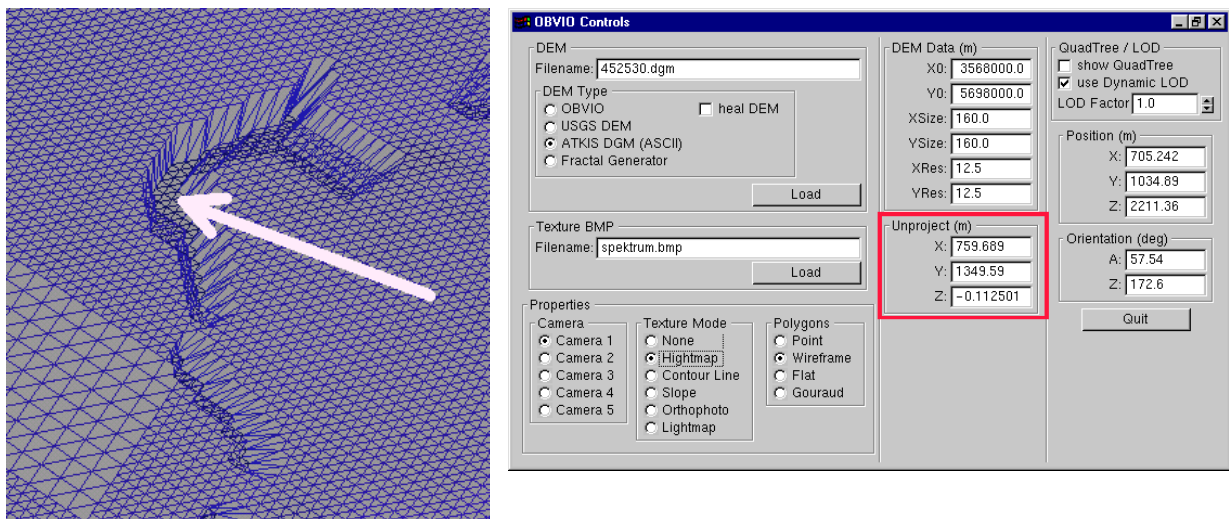 OBVIO Controls
DEM
Filename: 452530.dgm
DEM Type
OBVIO
heal DEM
USGS DEM
ATKIS DGM (ASCII)
Fractal Generator
Load
Texture BMP
Filename: spektrum.bmp
Load
Properties
Camera
Camera 1
Camera 2
Camera 3
Camera 4
Camera 5
Texture Mode
None
Hightmap
Contour Line
Slope
Orthophoto
Lightmap
Polygons
Point
Wireframe
Flat
Gouraud
DEM Data (m)
X0: 3568000.0
Y0: 5698000.0
XSize: 160.0
YSize: 160.0
XRes: 12.5
YRes: 12.5
Unproject (m)
X: 759.689
Y: 1349.59
Z: -0.112501
QuadTree / LOD
show QuadTree
use Dynamic LOD
LOD Factor 1.0
Position (m)
X: 705.242
Y: 1034.89
Z: 2211.36
Orientation (deg)
A: 57.54
Z: 172.6
Quit